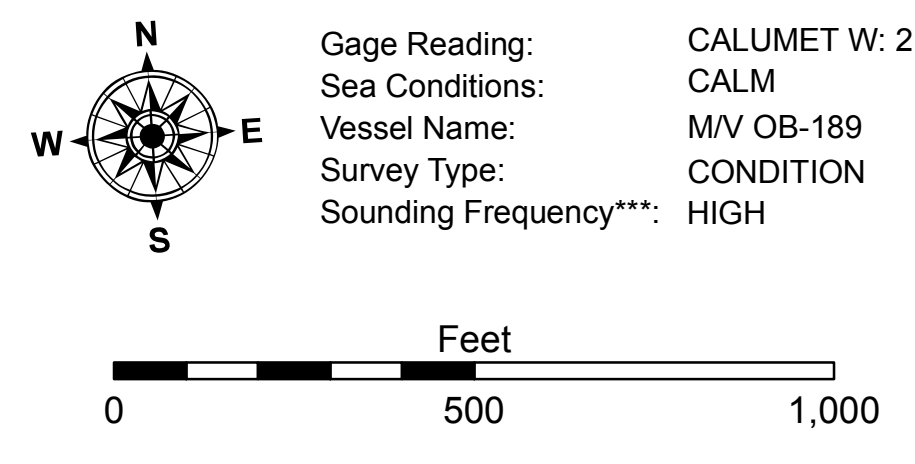 N
W E
S
Gage Reading: CALUMET W: 2
Sea Conditions: CALM
Vessel Name: M/V OB-189
Survey Type: CONDITION
Sounding Frequency***: HIGH
Feet
0 500 1,000